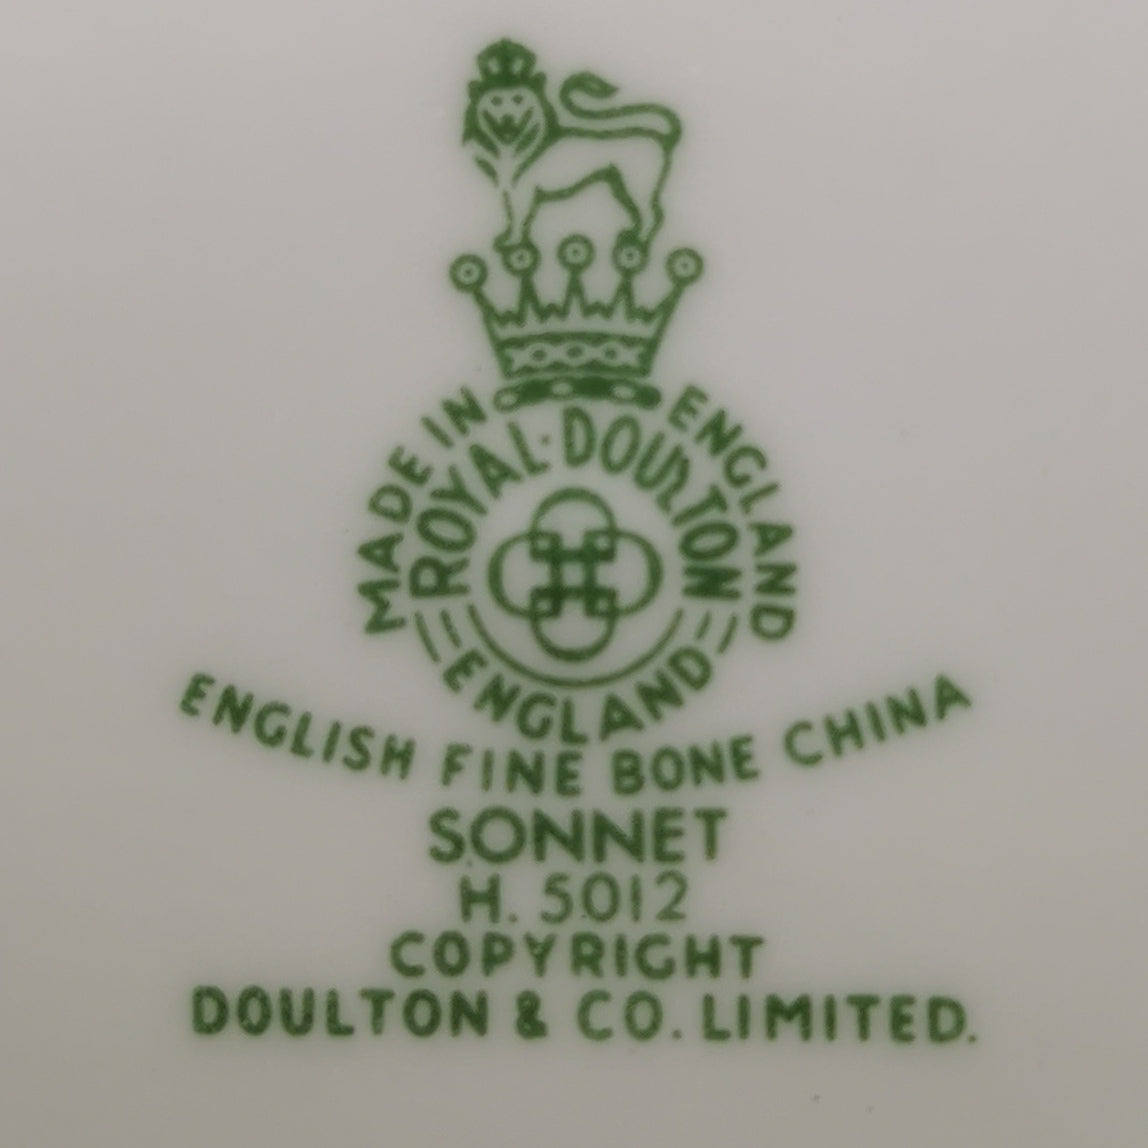 MADE IN ENGLAND
ROYAL·DOULTON
ENGLAND
ENGLISH FINE BONE CHINA
SONNET
H. 5012
COPYRIGHT
DOULTON & CO. LIMITED.